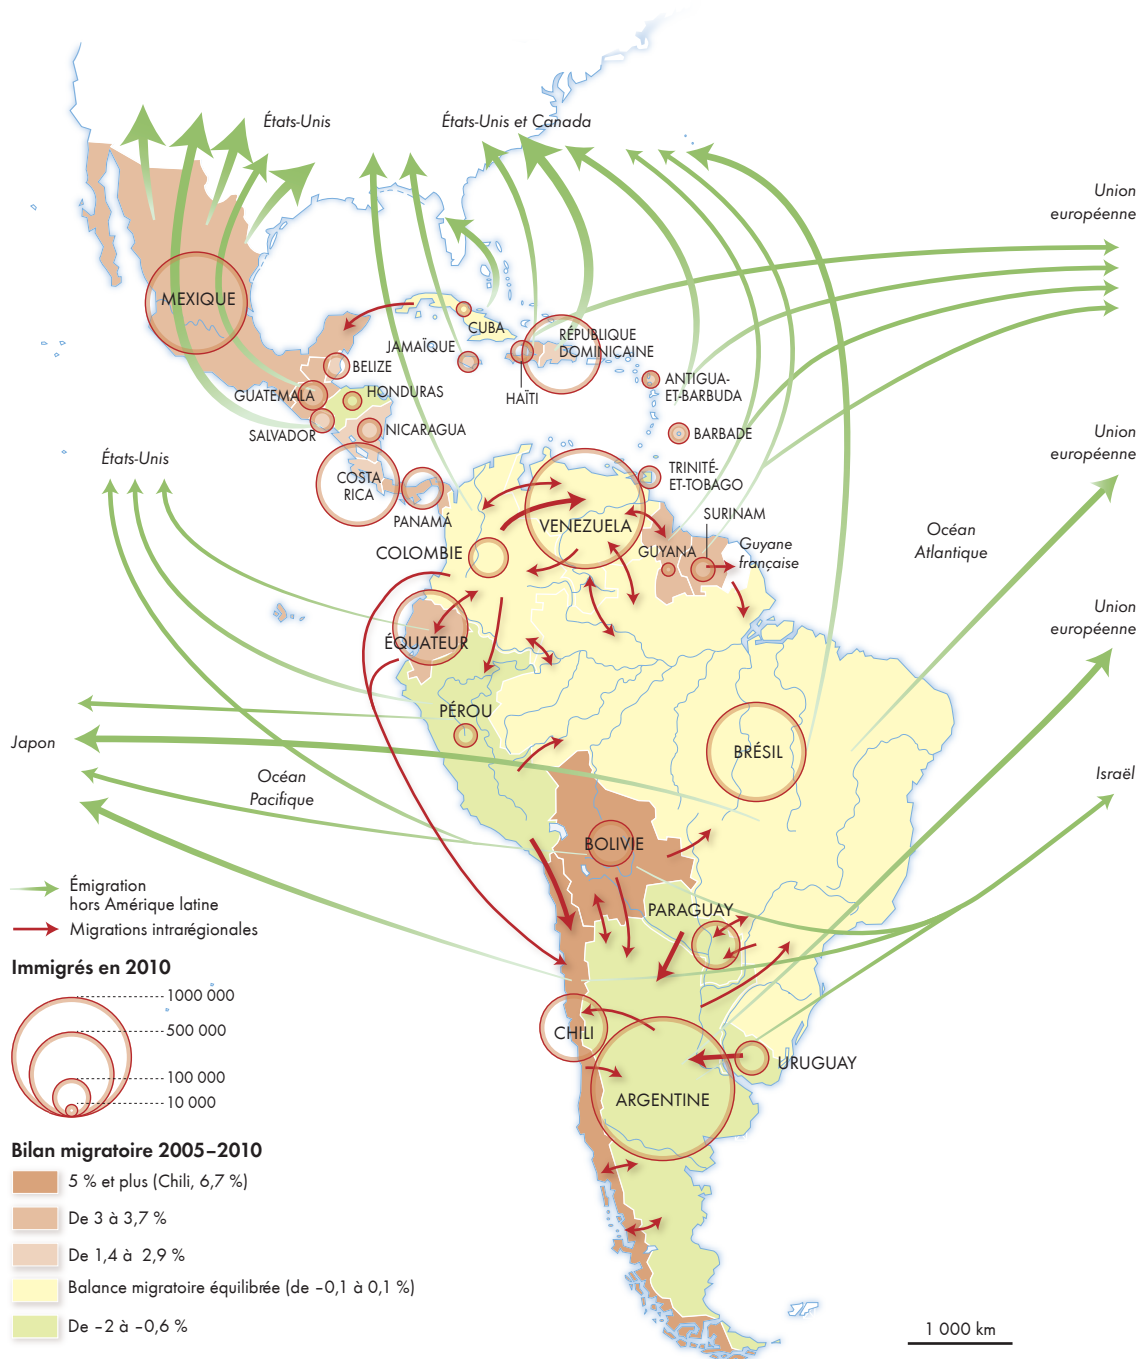 États-Unis
États-Unis et Canada
Union
européenne
MEXIQUE
CUBA
JAMAÏQUE
RÉPUBLIQUE
DOMINICAINE
BELIZE
HAÏTI
ANTIGUA-
ET-BARBUDA
GUATEMALA
HONDURAS
SALVADOR
NICARAGUA
BARBADE
États-Unis
COSTA
RICA
PANAMÁ
TRINITÉ-
ET-TOBAGO
Union
européenne
SURINAM
VENEZUELA
COLOMBIE
GUYANA
Guyane
française
Océan
Atlantique
ÉQUATEUR
Union
européenne
PÉROU
Japon
BRÉSIL
Océan
Pacifique
Israël
BOLIVIE
PARAGUAY
CHILI
URUGUAY
ARGENTINE
Émigration
hors Amérique latine
Migrations intrarégionales
Immigrés en 2010
1000 000
500 000
100 000
10 000
Bilan migratoire 2005–2010
5 % et plus (Chili, 6,7 %)
De 3 à 3,7 %
De 1,4 à 2,9 %
Balance migratoire équilibrée (de –0,1 à 0,1 %)
De –2 à –0,6 %
1 000 km